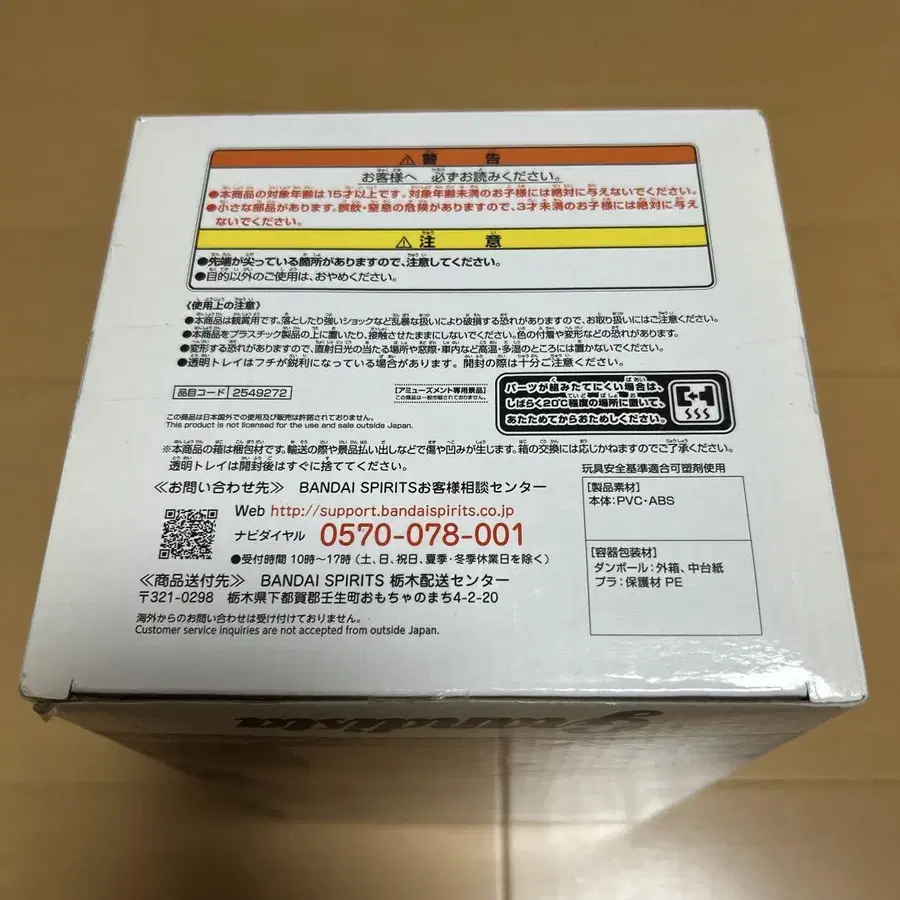 ⚠警告
お客様へ 必ずお読みください。
●本商品の対象年齢は15才以上です。対象年齢未満のお子様には絶対に与えないでください。
●小さな部品があります。誤飲・窒息の危険がありますので、3才未満のお子様には絶対に与え
ないでください。
⚠注意
●先端が尖っている箇所がありますので、注意してください。
●目的以外のご使用は、おやめください。
《使用上の注意》
●本商品は観賞用です。落としたり強いショックなど乱暴な扱いにより破損する恐れがありますので、お取り扱いにはご注意ください。
●本商品をプラスチック製品の上に置いたり、接触させたままにしないでください。色の付着や変形などの恐れがあります。
●変形する恐れがありますので、直射日光の当たる場所や窓際・車内など高温・多湿のところには置かないでください。
●透明トレイはフチが鋭利になっている場合があります。開封の際は十分ご注意ください。
品目コード 2549272
【アミューズメント専用景品】
この商品は一般市販されておりません。
パーツが組みたてにくい場合は、
しばらく20℃程度の場所に置いて、
あたためてからおためしください。
この商品は日本国外での使用及び販売は許諾されておりません。
This product is not licensed for the use and sale outside Japan.
※本商品の箱は梱包材です。輸送の際や景品払い出しなどで傷や凹みが生じます。箱の交換には応じかねますのでご了承ください。
透明トレイは開封後はすぐに捨ててください。
≪お問い合わせ先≫ BANDAI SPIRITSお客様相談センター
Web http://support.bandaispirits.co.jp
ナビダイヤル 0570-078-001
●受付時間 10時〜17時(土、日、祝日、夏季・冬季休業日を除く)
≪商品送付先≫ BANDAI SPIRITS 栃木配送センター
〒321-0298 栃木県下都賀郡壬生町おもちゃのまち4-2-20
海外からのお問い合わせは受け付けておりません。
Customer service inquiries are not accepted from outside Japan.
玩具安全基準適合可塑剤使用
[製品素材]
本体:PVC・ABS
[容器包装材]
ダンボール:外箱、中台紙
プラ:保護材 PE